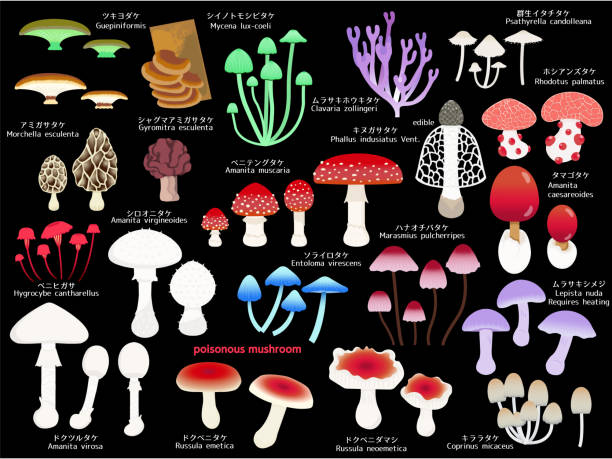 ツキヨダケ
Guepiniformis
シイノトモシビタケ
Mycena lux-coeli
群生イタチタケ
Psathyrella candolleana
ホシアンズタケ
Rhodotus palmatus
ムラサキホウキタケ
Clavaria zollingeri
アミガサタケ
Morchella esculenta
シャグマアミガサタケ
Gyromitra esculenta
edible
キヌガサタケ
Phallus indusiatus Vent.
ベニテングタケ
Amanita muscaria
タマゴタケ
Amanita
caesareoides
シロオニタケ
Amanita virgineoides
ハナオチバタケ
Marasmius pulcherripes
ソライロタケ
Entoloma virescens
ベニヒガサ
Hygrocybe cantharellus
ムラサキシメジ
Lepista nuda
Requires heating
poisonous mushroom
ドクツルタケ
Amanita virosa
ドクベニタケ
Russula emetica
ドクベニダマシ
Russula neoemetica
キララタケ
Coprinus micaceus